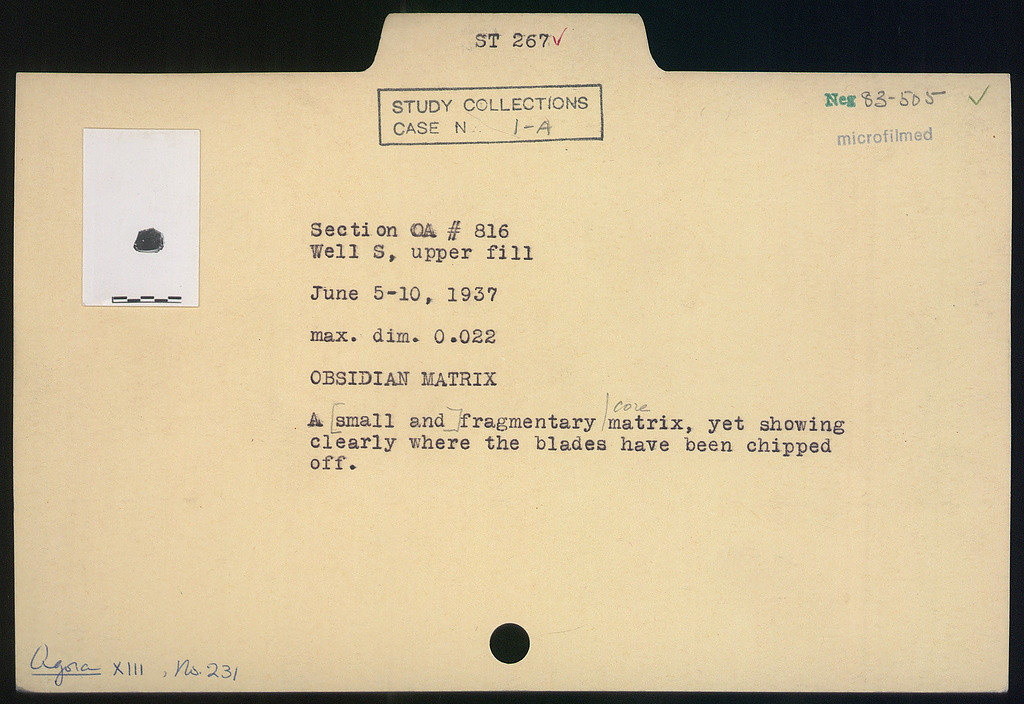 ST 267✓
STUDY COLLECTIONS
CASE N 1-A
Neg 83-505 ✓
microfilmed
Section OA # 816
Well S, upper fill
June 5-10, 1937
max. dim. 0.022
OBSIDIAN MATRIX
core
A [small and] fragmentary / matrix, yet showing
clearly where the blades have been chipped
off.
Agora XIII, No. 231